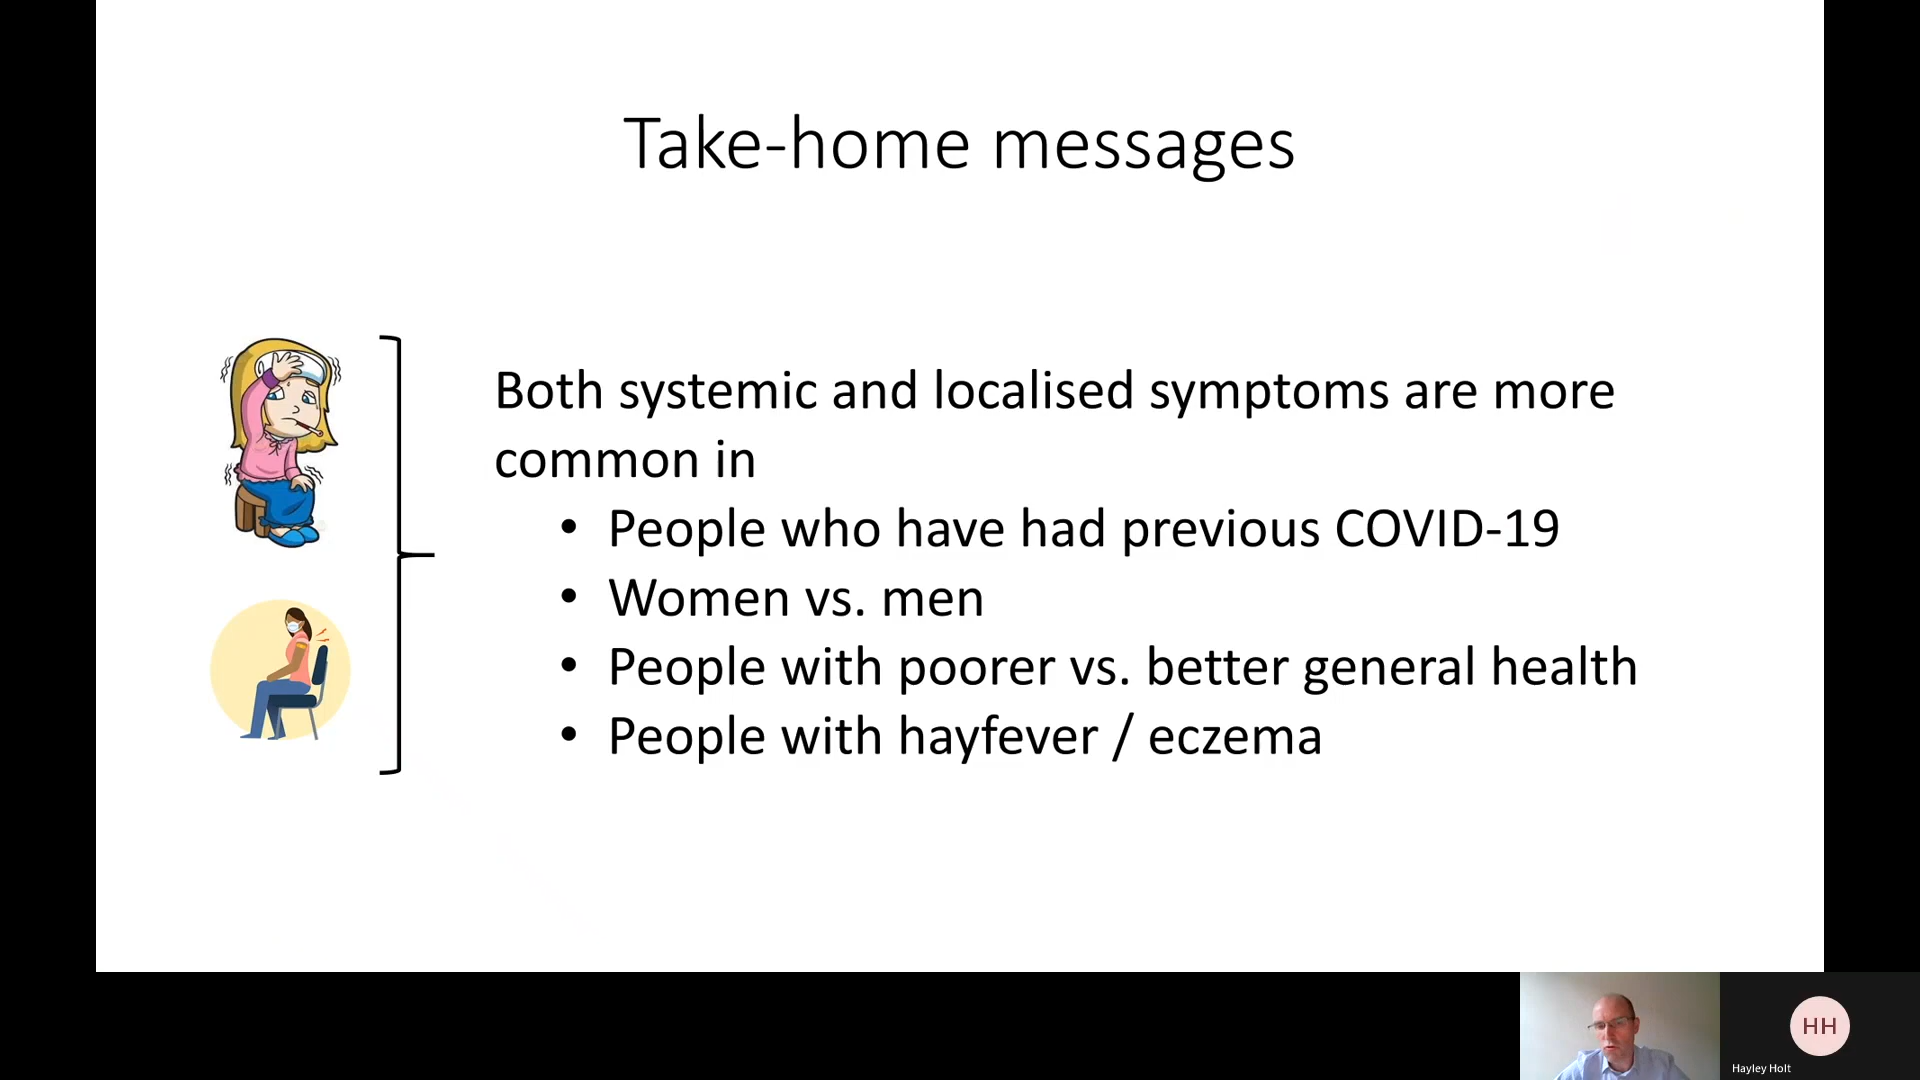 Take-home messages
Both systemic and localised symptoms are more
common in
• People who have had previous COVID-19
• Women vs. men
• People with poorer vs. better general health
• People with hayfever / eczema
HH
Hayley Holt